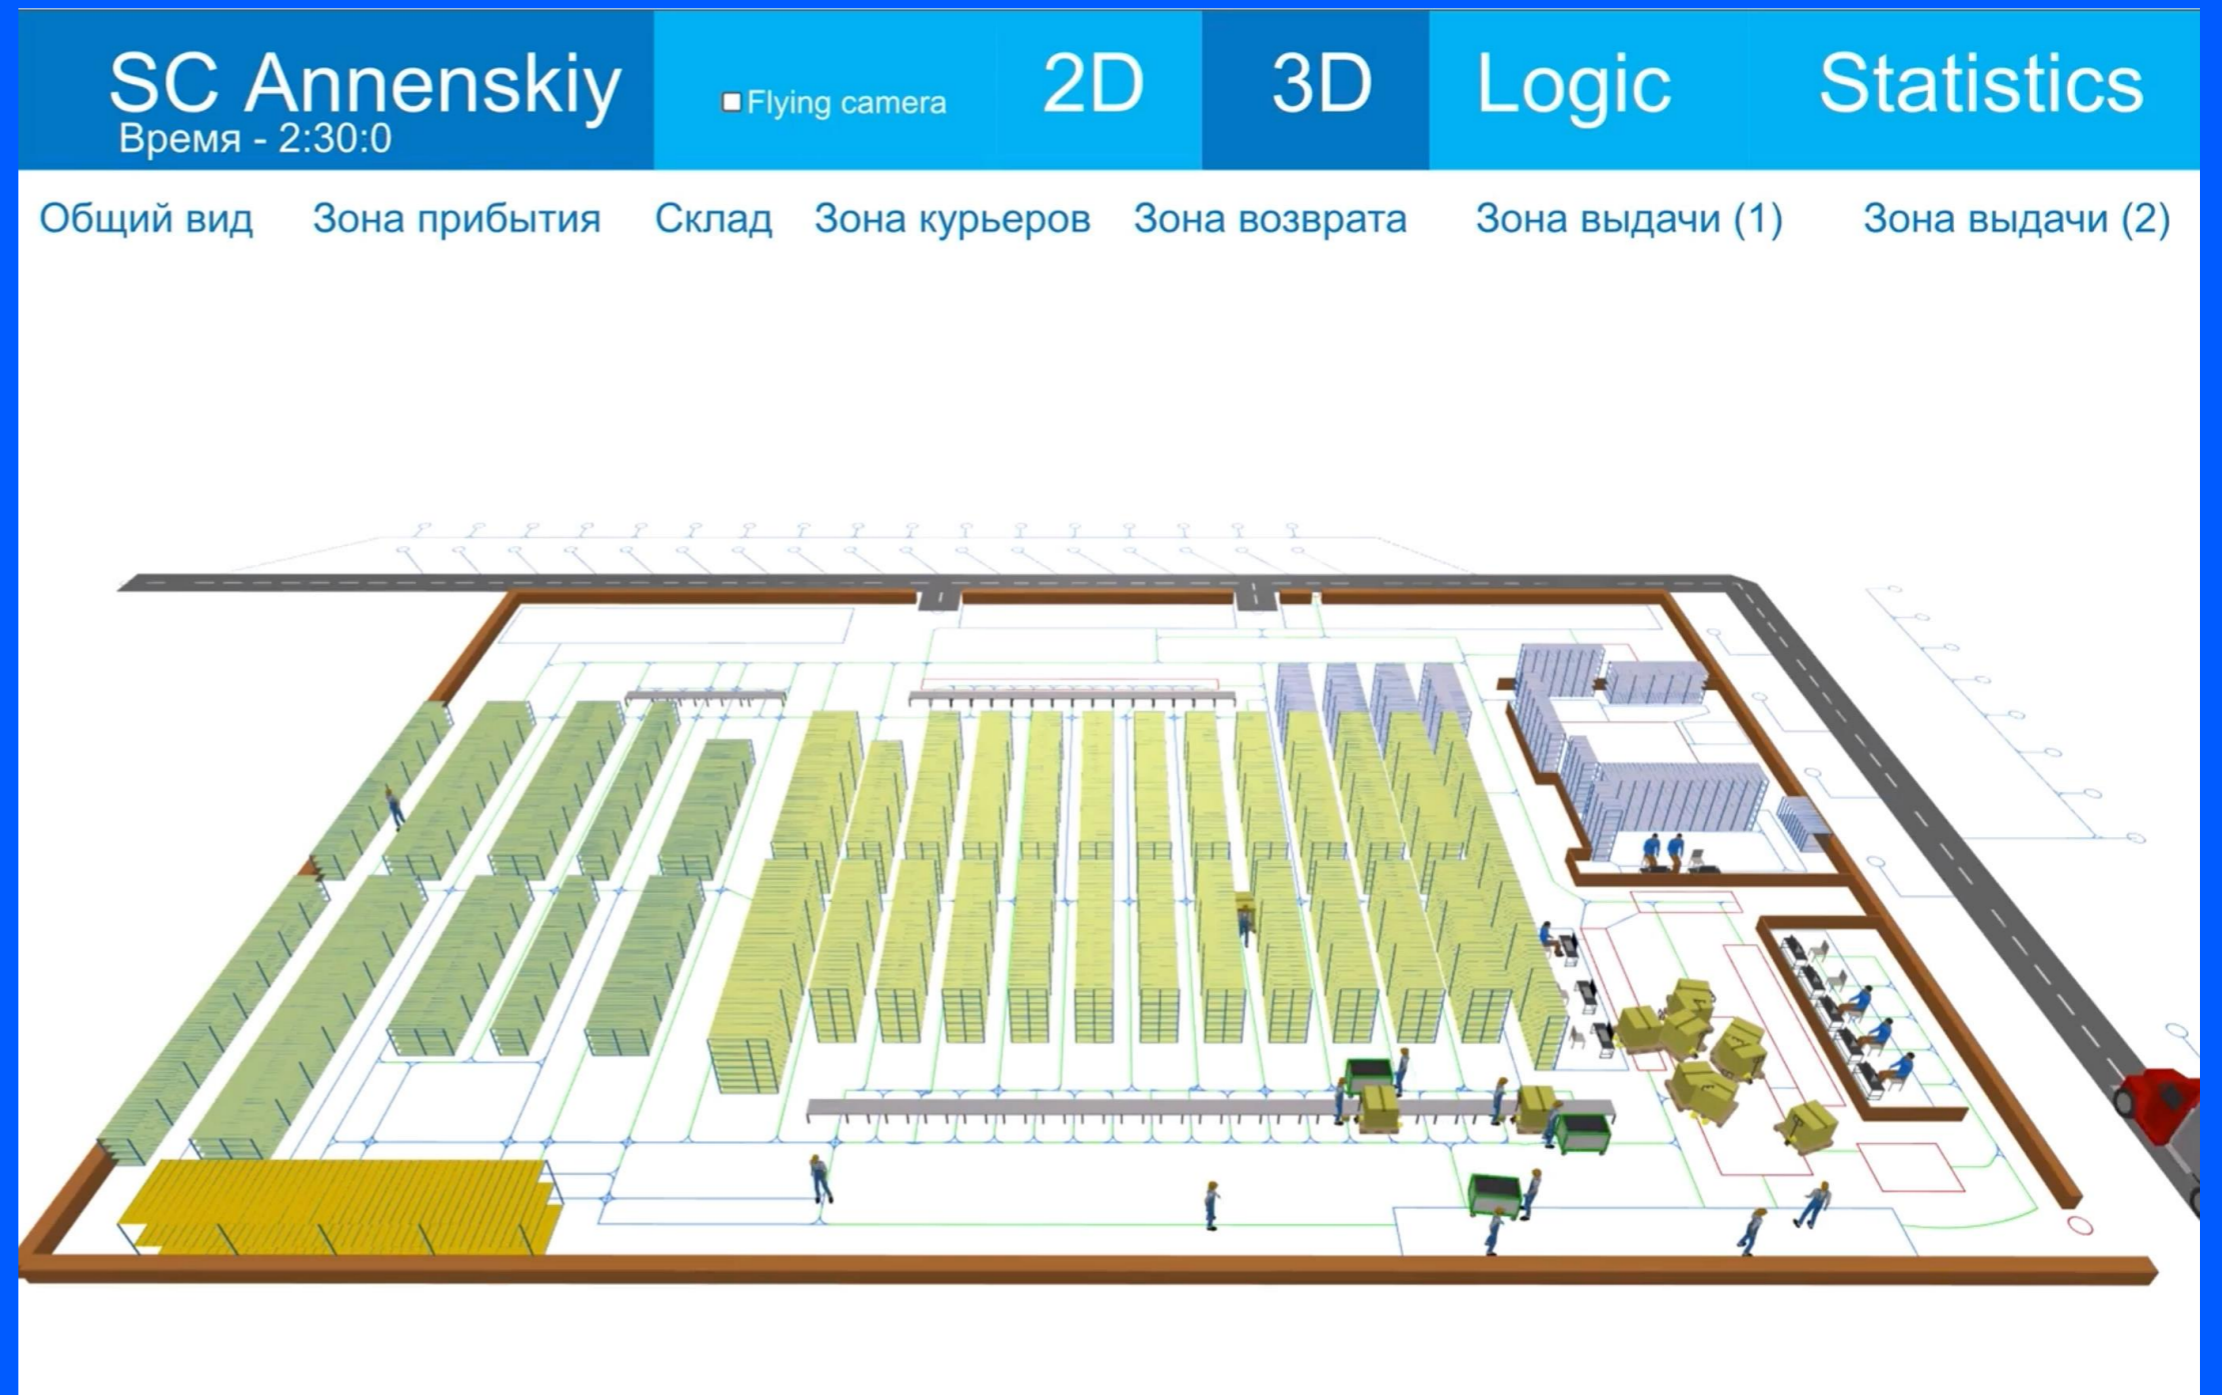 SC Annenskiy
Время - 2:30:0
Flying camera
2D
3D
Logic
Statistics
Общий вид
Зона прибытия
Склад
Зона курьеров
Зона возврата
Зона выдачи (1)
Зона выдачи (2)